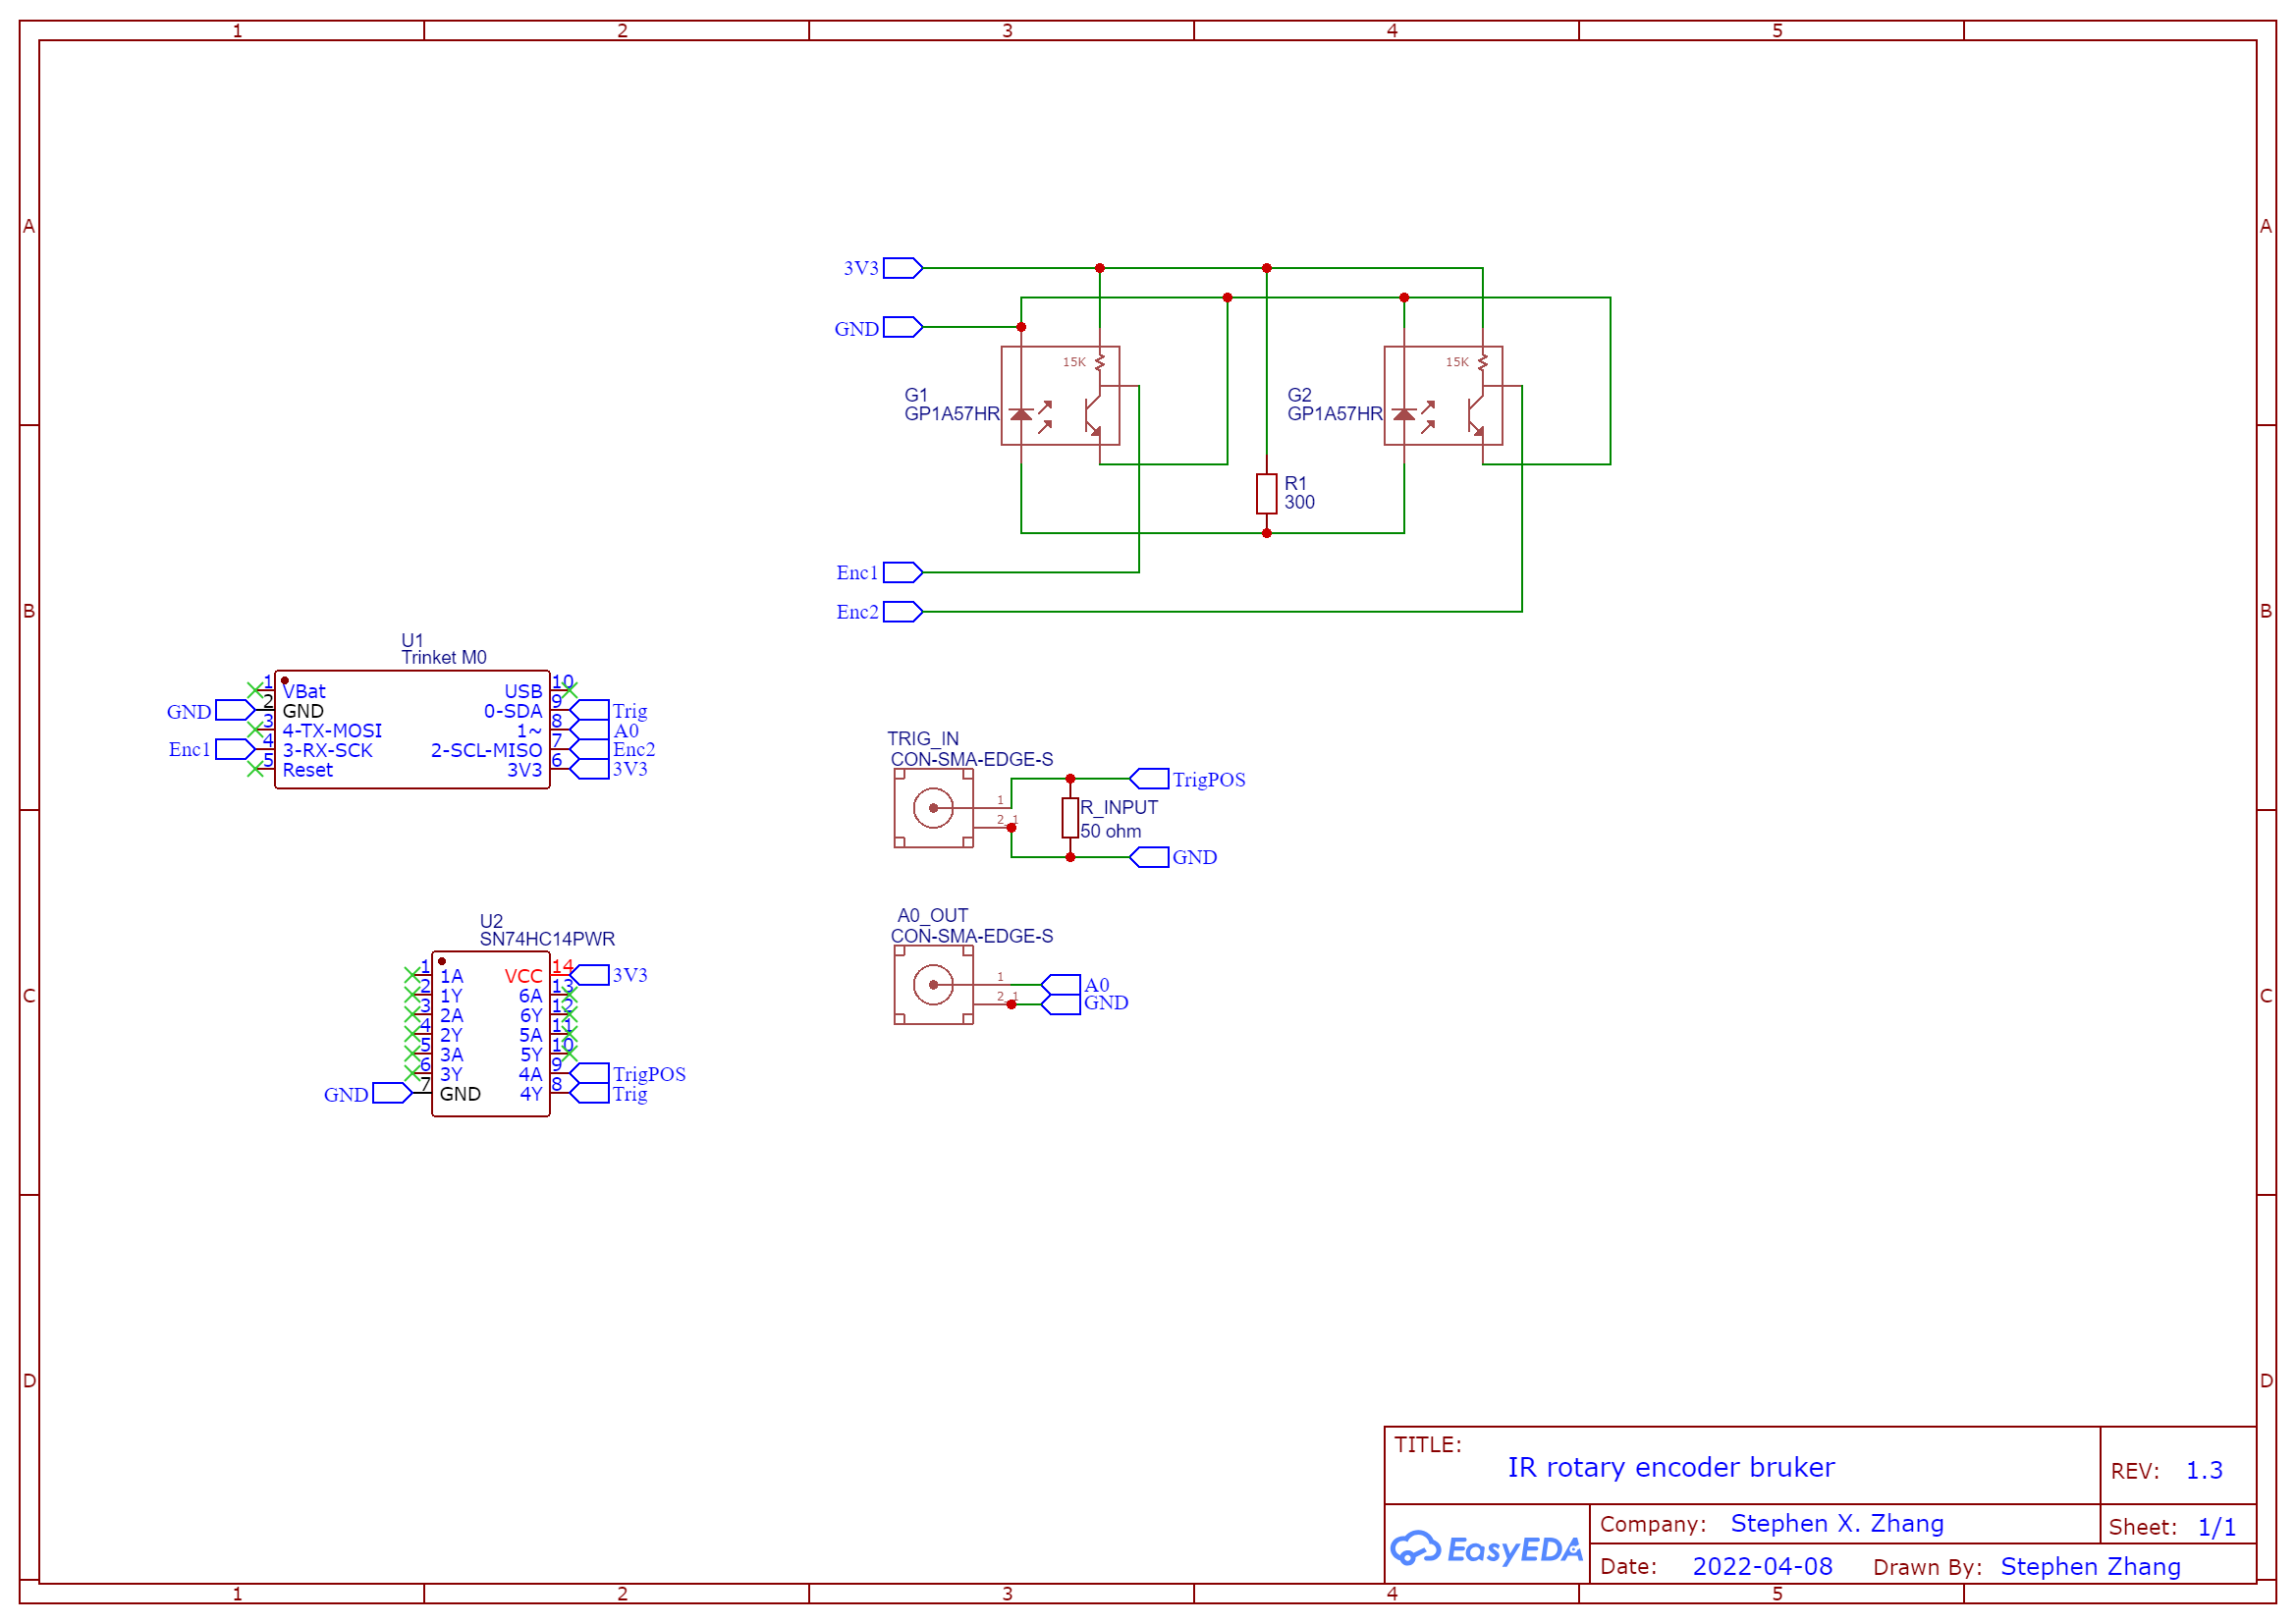 1 2 3 4 5
A A
3V3
GND
15K 15K
G1
GP1A57HR
G2
GP1A57HR
R1
300
Enc1
Enc2
B B
U1
Trinket M0
1 VBat USB 10
GND 2 GND 0-SDA 9 Trig
3 4-TX-MOSI 1~ 8 A0
Enc1 4 3-RX-SCK 2-SCL-MISO 7 Enc2
5 Reset 3V3 6 3V3
TRIG_IN
CON-SMA-EDGE-S
1 TrigPOS
2_1
R_INPUT
50 ohm
GND
U2
SN74HC14PWR
1 1A VCC 14 3V3
2 1Y 6A 13
3 2A 6Y 12
4 2Y 5A 11
5 3A 5Y 10
6 3Y 4A 9 TrigPOS
GND 7 GND 4Y 8 Trig
A0_OUT
CON-SMA-EDGE-S
1 A0
2_1 GND
C C
D D
TITLE:
IR rotary encoder bruker
REV: 1.3
EasyEDA
Company: Stephen X. Zhang
Sheet: 1/1
Date: 2022-04-08 Drawn By: Stephen Zhang
1 2 3 4 5